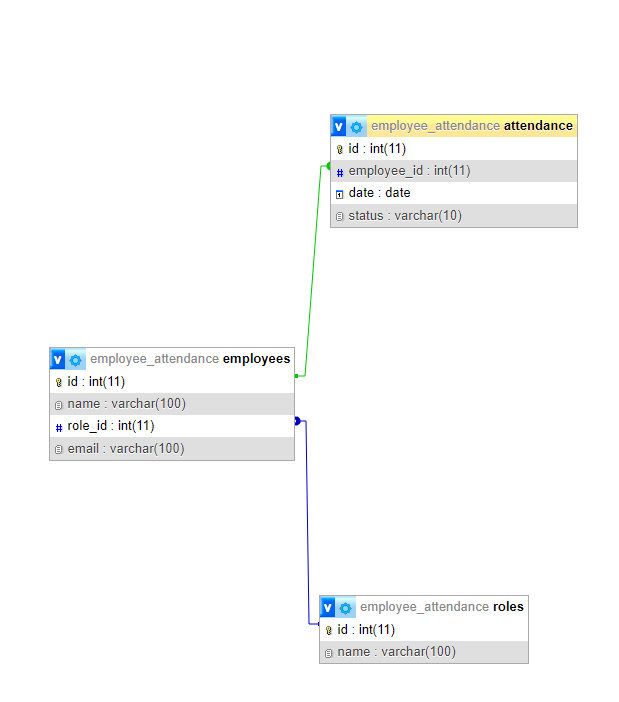 v employee_attendance attendance
id : int(11)
# employee_id : int(11)
date : date
status : varchar(10)
v employee_attendance employees
id : int(11)
name : varchar(100)
# role_id : int(11)
email : varchar(100)
v employee_attendance roles
id : int(11)
name : varchar(100)